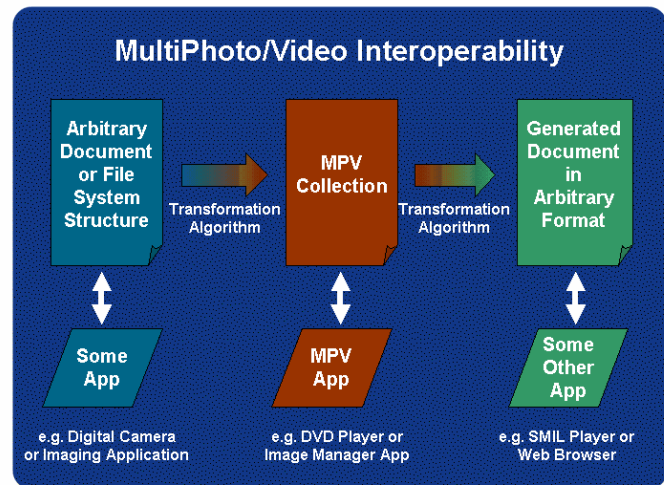 MultiPhoto/Video Interoperability
Arbitrary
Document
or File
System
Structure
Transformation
Algorithm
MPV
Collection
Transformation
Algorithm
Generated
Document
in
Arbitrary
Format
Some
App
MPV
App
Some
Other
App
e.g. Digital Camera
or Imaging Application
e.g. DVD Player or
Image Manager App
e.g. SMIL Player or
Web Browser